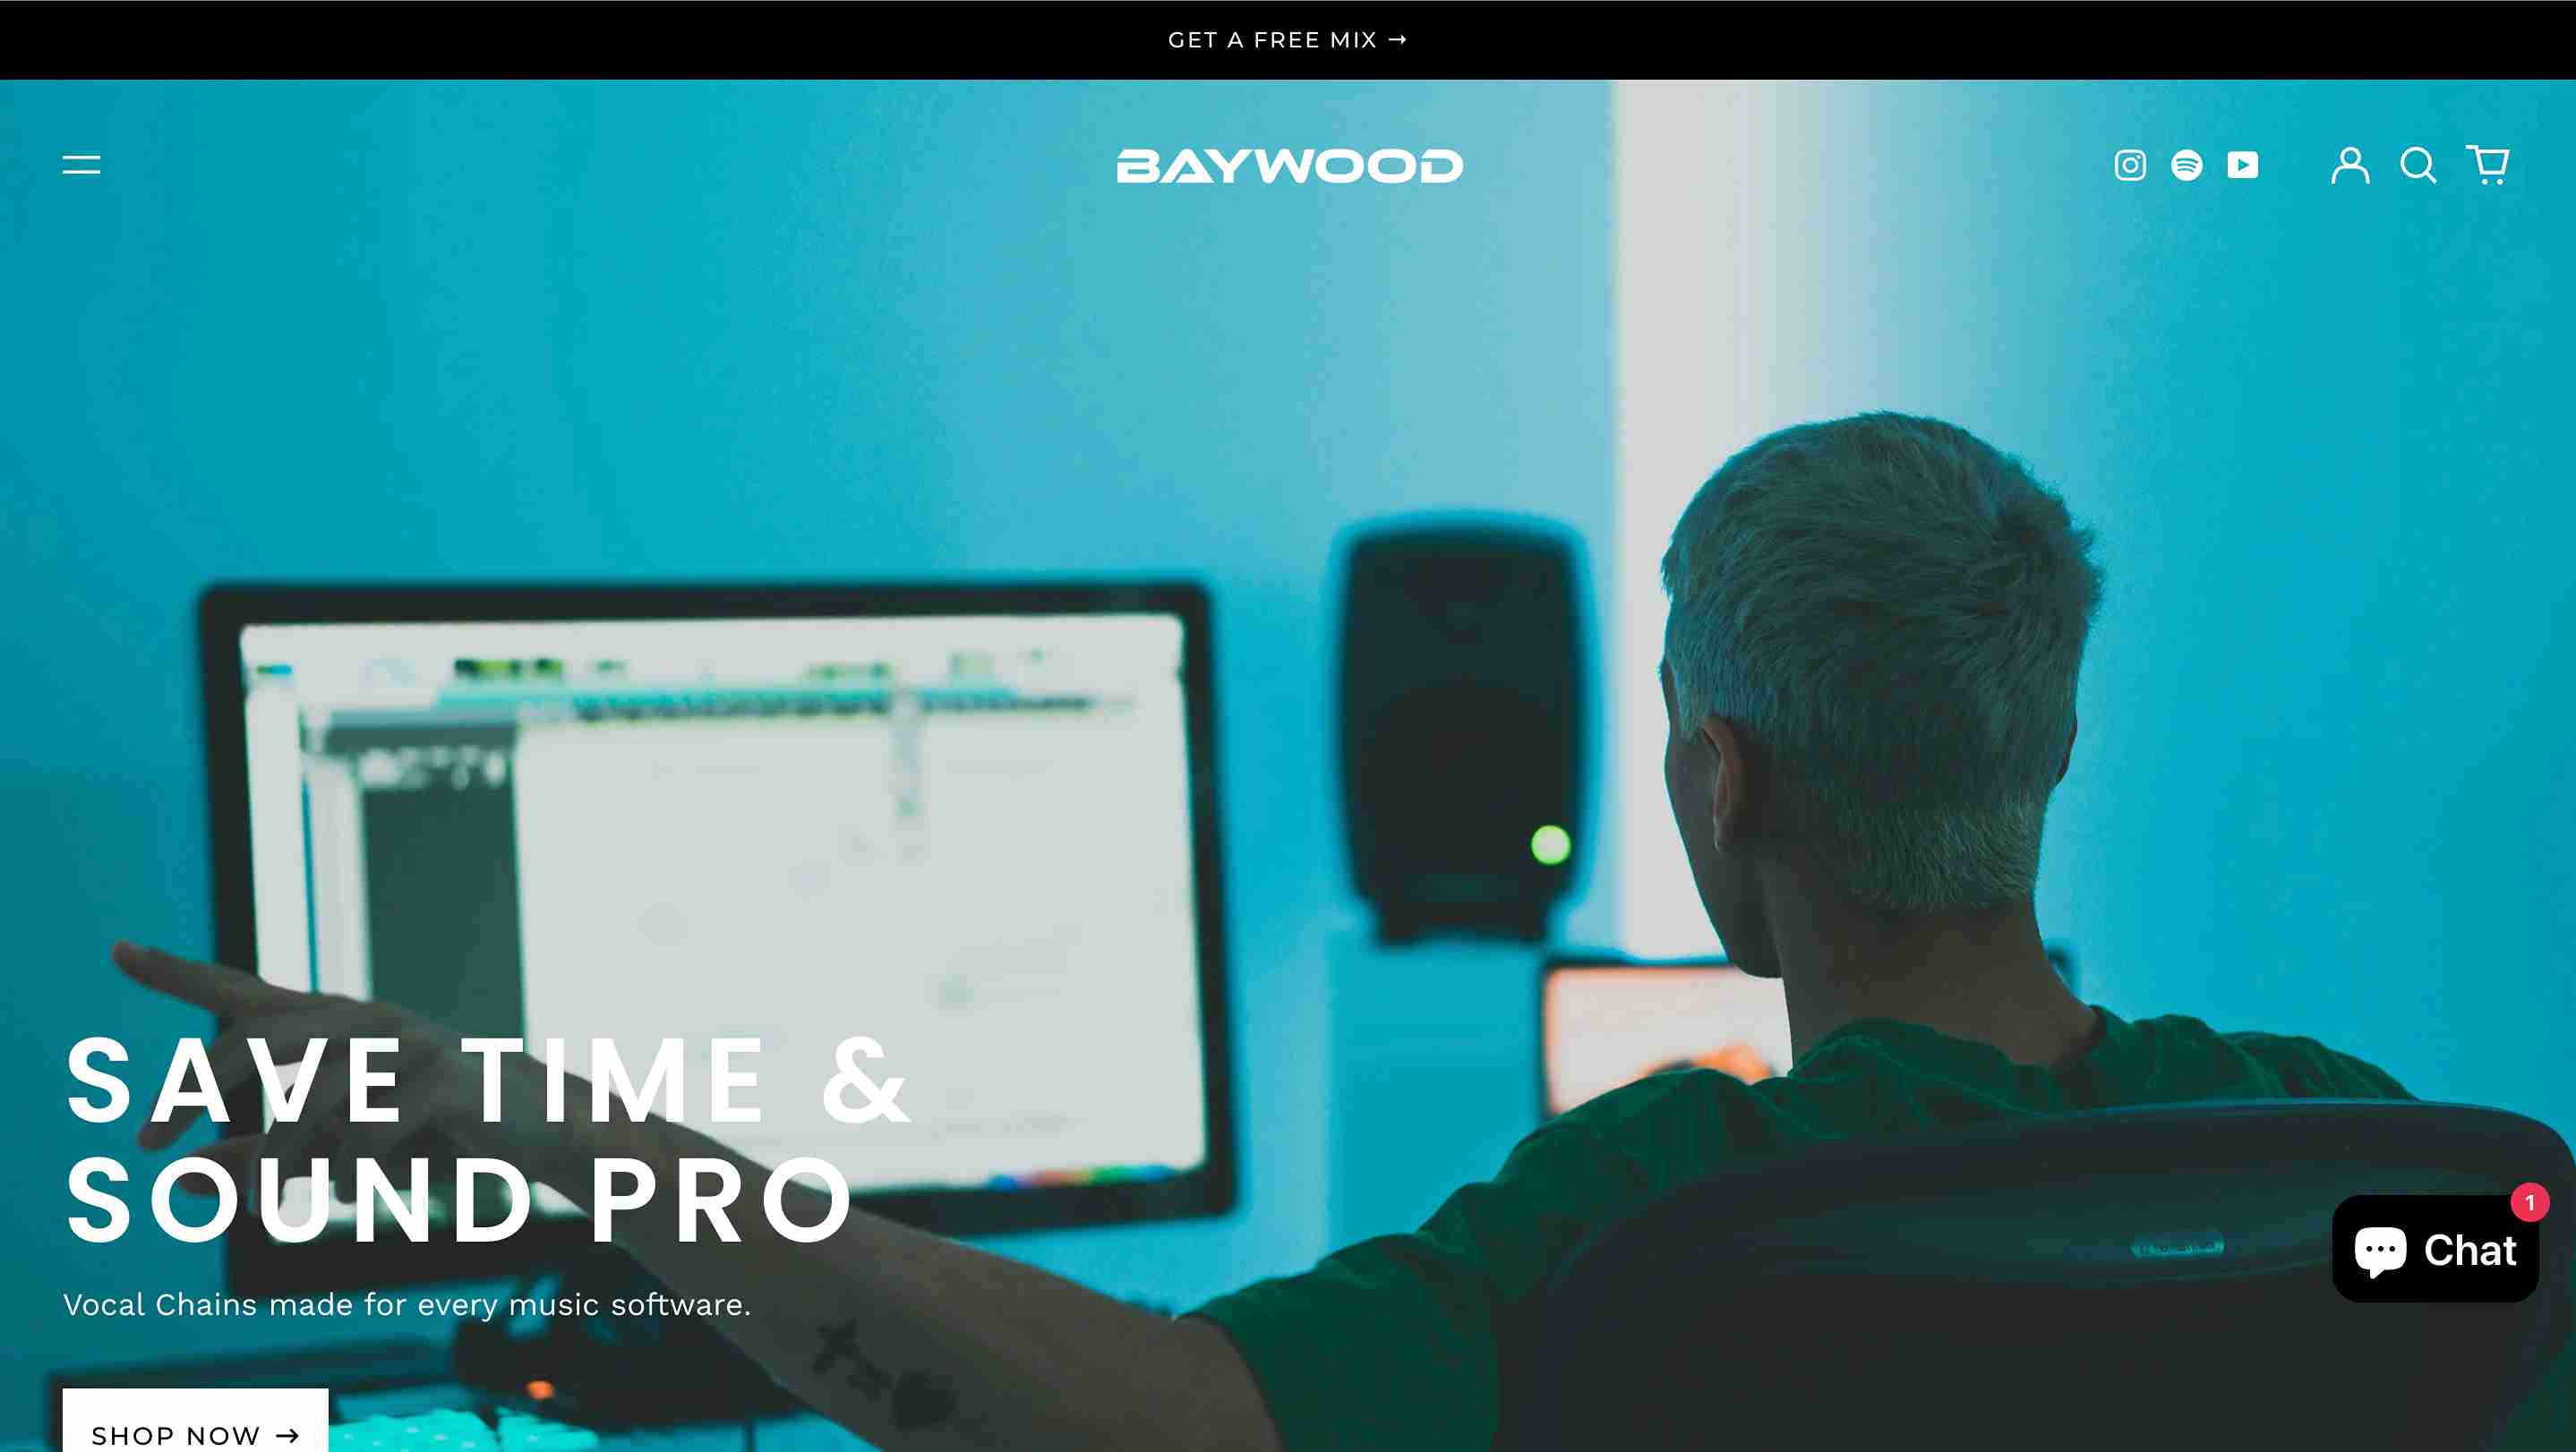 GET A FREE MIX →
BAYWOOD
SAVE TIME &
SOUND PRO
Vocal Chains made for every music software.
SHOP NOW →
1
Chat